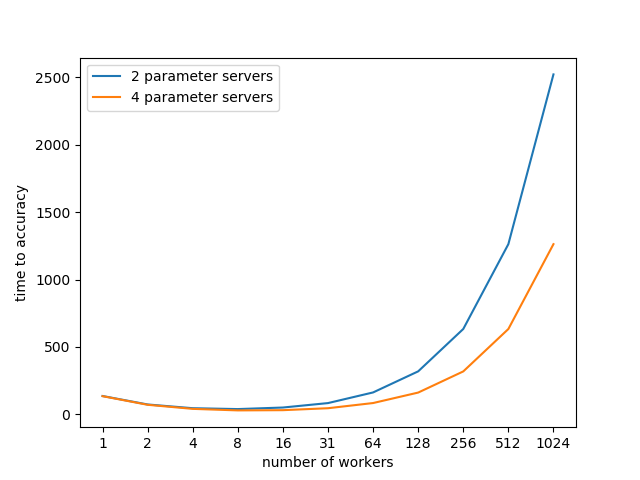 2 parameter servers
4 parameter servers
2500
2000
1500
1000
500
0
time to accuracy
1 2 4 8 16 31 64 128 256 512 1024
number of workers